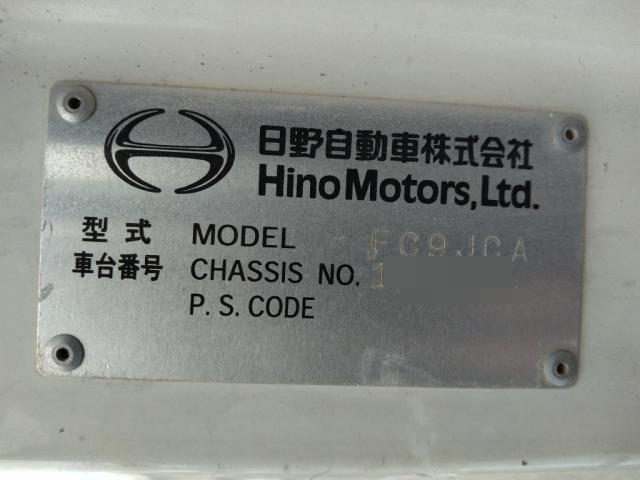 日野自動車株式会社
Hino Motors, Ltd.
型式 MODEL FC9JCA
車台番号 CHASSIS NO. 1
P. S. CODE